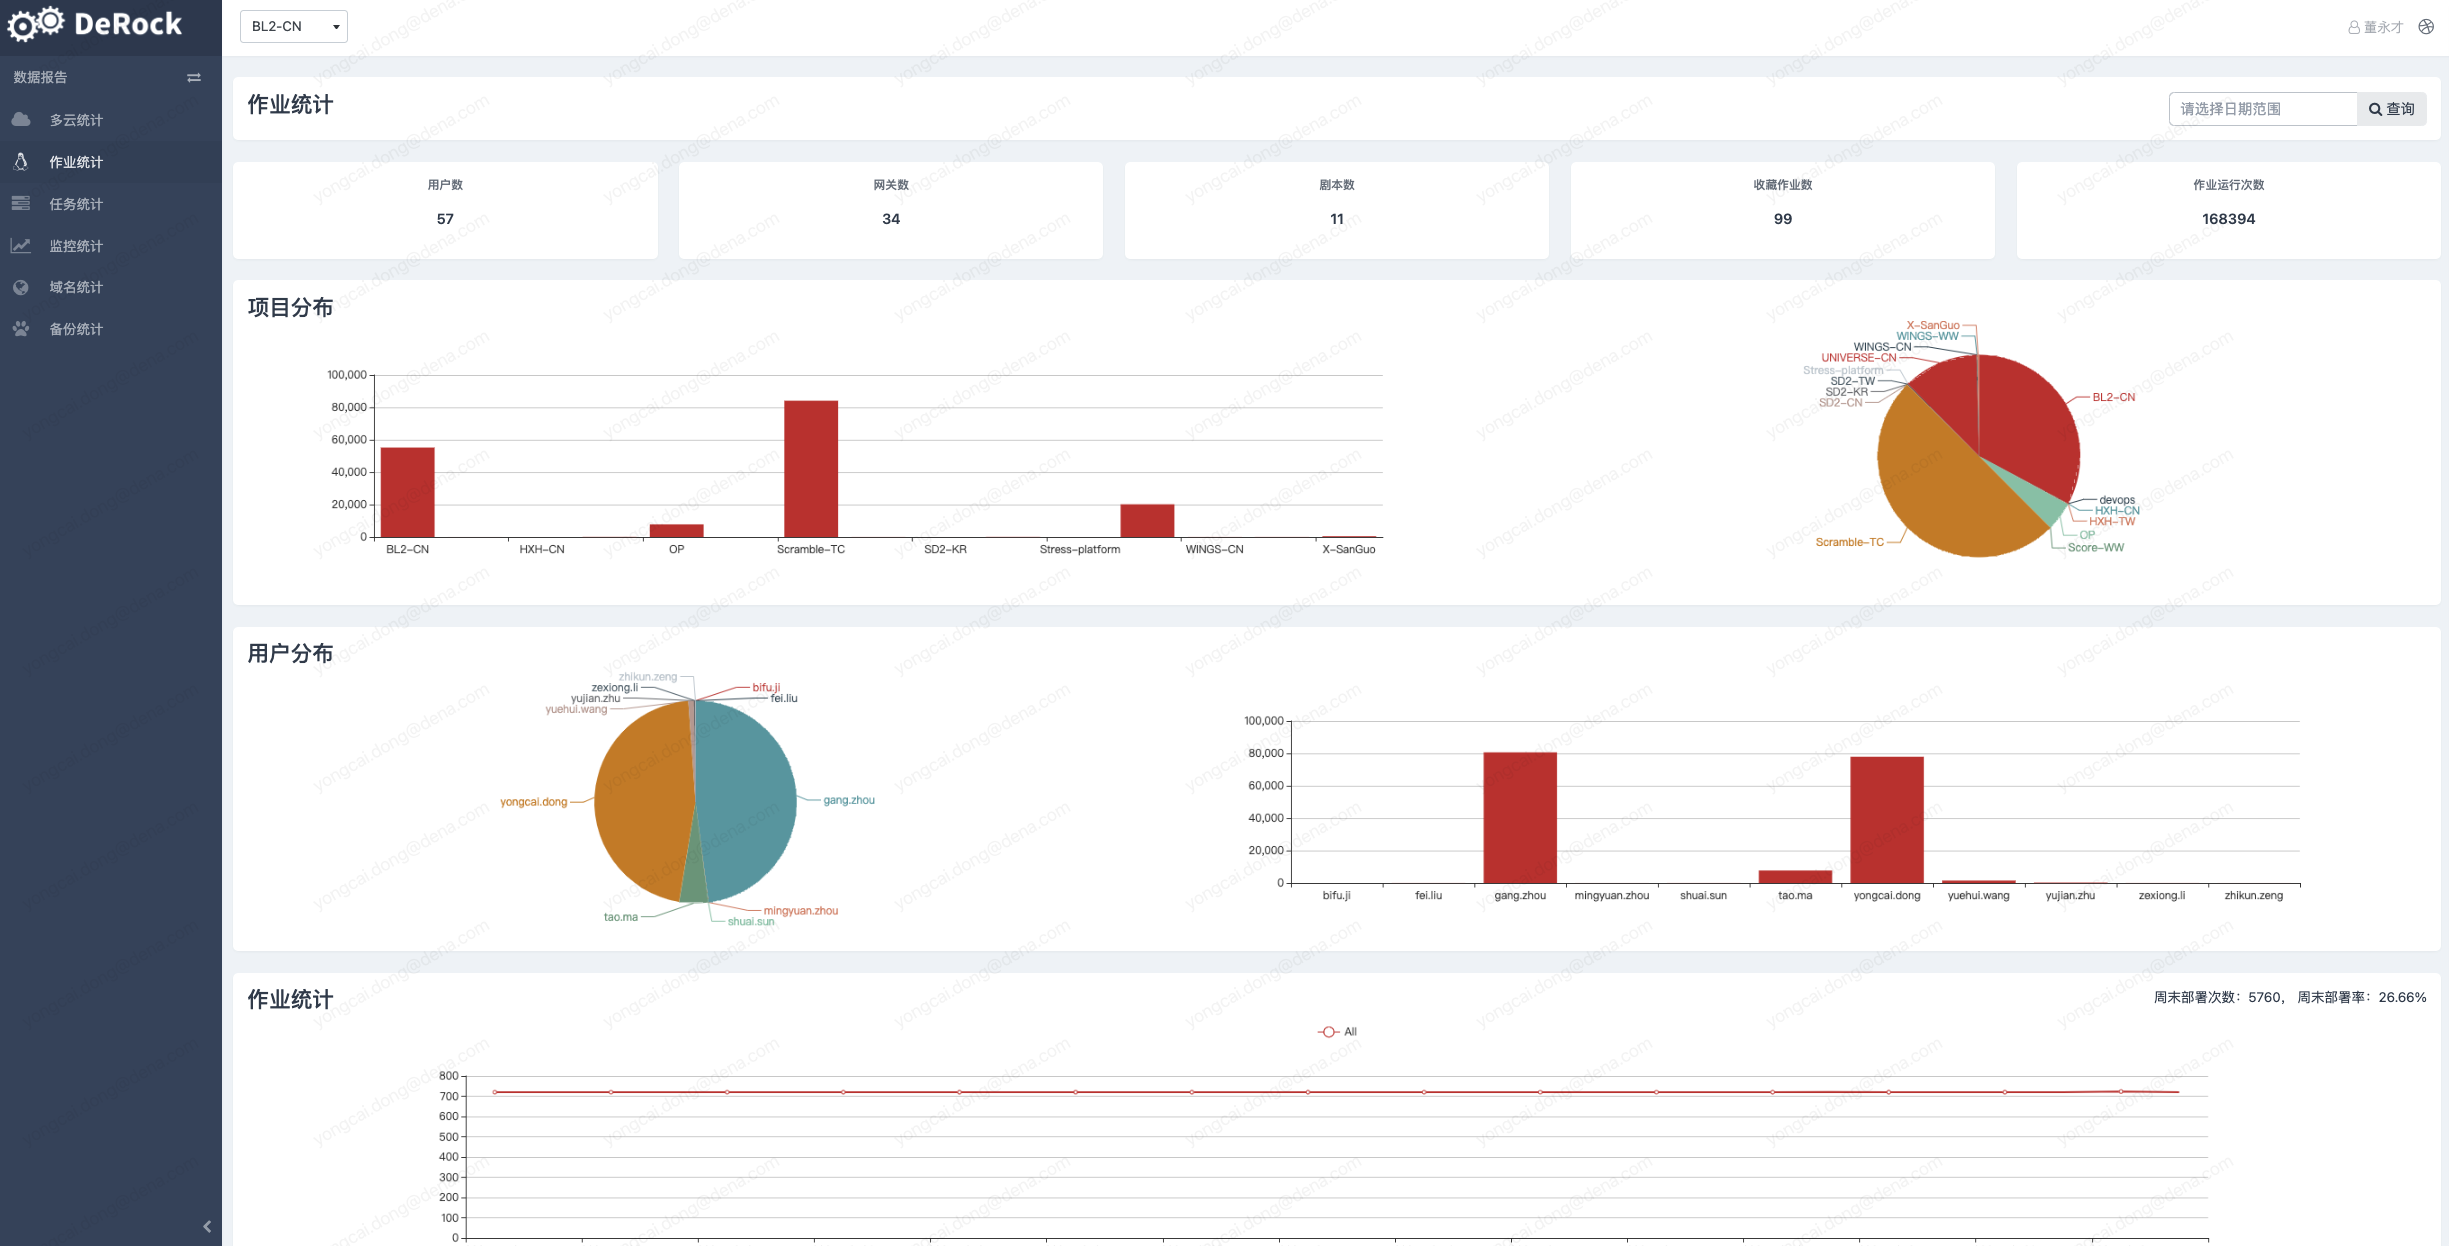 DeRock
BL2-CN
董永才
数据报告
多云统计
作业统计
任务统计
监控统计
域名统计
备份统计
作业统计
请选择日期范围
查询
用户数
57
网关数
34
剧本数
11
收藏作业数
99
作业运行次数
168394
项目分布
100,000
80,000
60,000
40,000
20,000
0
BL2-CN
HXH-CN
OP
Scramble-TC
SD2-KR
Stress-platform
WINGS-CN
X-SanGuo
X-SanGuo
WINGS-WW
WINGS-CN
UNIVERSE-CN
Stress-platform
SD2-TW
SD2-KR
SD2-CN
BL2-CN
devops
HXH-CN
HXH-TW
OP
Score-WW
Scramble-TC
用户分布
zhikun.zeng
zexiong.li
yujian.zhu
yuehui.wang
bifu.ji
fei.liu
yongcai.dong
gang.zhou
tao.ma
mingyuan.zhou
shuai.sun
100,000
80,000
60,000
40,000
20,000
0
bifu.ji
fei.liu
gang.zhou
mingyuan.zhou
shuai.sun
tao.ma
yongcai.dong
yuehui.wang
yujian.zhu
zexiong.li
zhikun.zeng
作业统计
周末部署次数：5760， 周末部署率：26.66%
All
800
700
600
500
400
300
200
100
0
yongcai.dong@dena.com